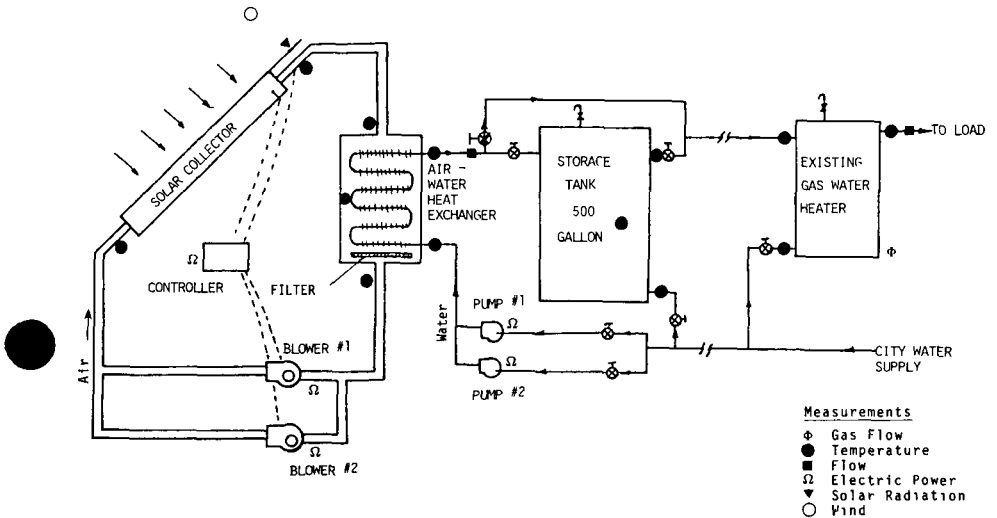 SOLAR COLLECTOR
AIR -
WATER
HEAT
EXCHANGER
STORACE
TANK
500
GALLON
EXISTING
GAS WATER
HEATER
TO LOAD
Ω
CONTROLLER
FILTER
Air
Water
BLOWER #1
Ω
BLOWER #2
Ω
PUMP #1
Ω
PUMP #2
Ω
Φ
CITY WATER
SUPPLY
Measurements
Φ Gas Flow
Temperature
Flow
Ω Electric Power
Solar Radiation
Wind